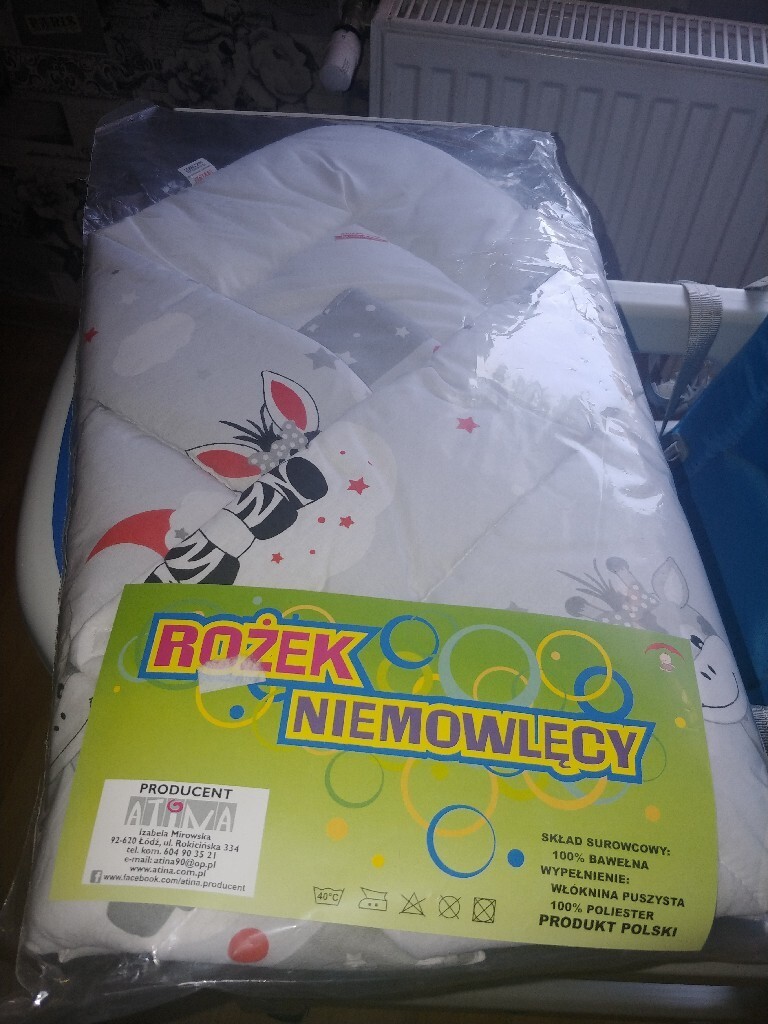 ROŻEK
NIEMOWLĘCY
PRODUCENT
ATIMA
Izabela Mirowska
92-620 Łódź, ul. Rokicińska 334
tel. kom. 604 90 35 21
e-mail: atina90@op.pl
www.atina.com.pl
www.facebook.com/atina.producent
40°C
SKŁAD SUROWCOWY:
100% BAWEŁNA
WYPEŁNIENIE:
WŁÓKNINA PUSZYSTA
100% POLIESTER
PRODUKT POLSKI